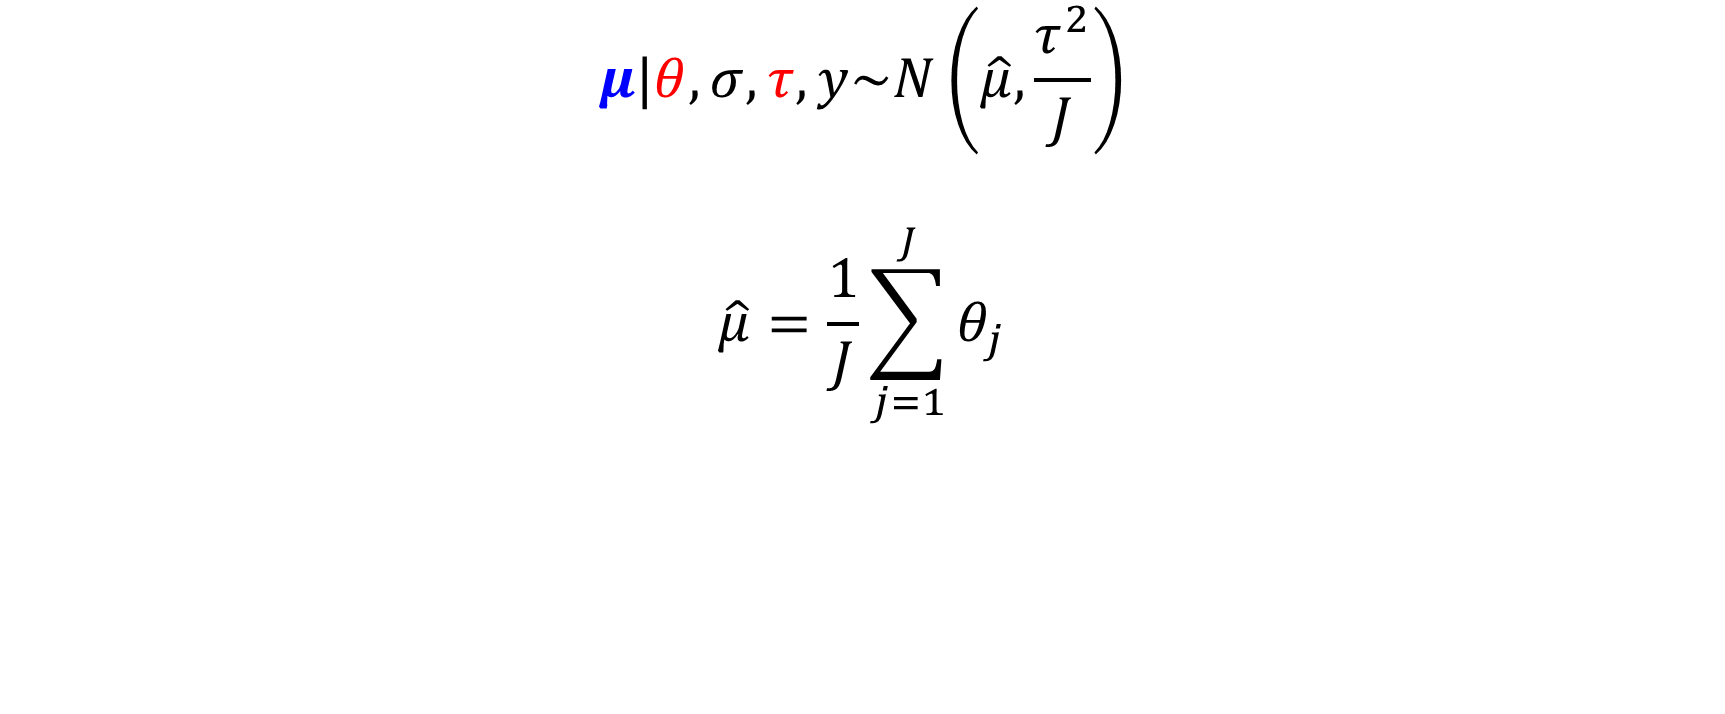 μ|θ, σ, τ, y~N(μ̂, τ²/J)
μ̂ = 1/J ∑_{j=1}^{J} θ_j